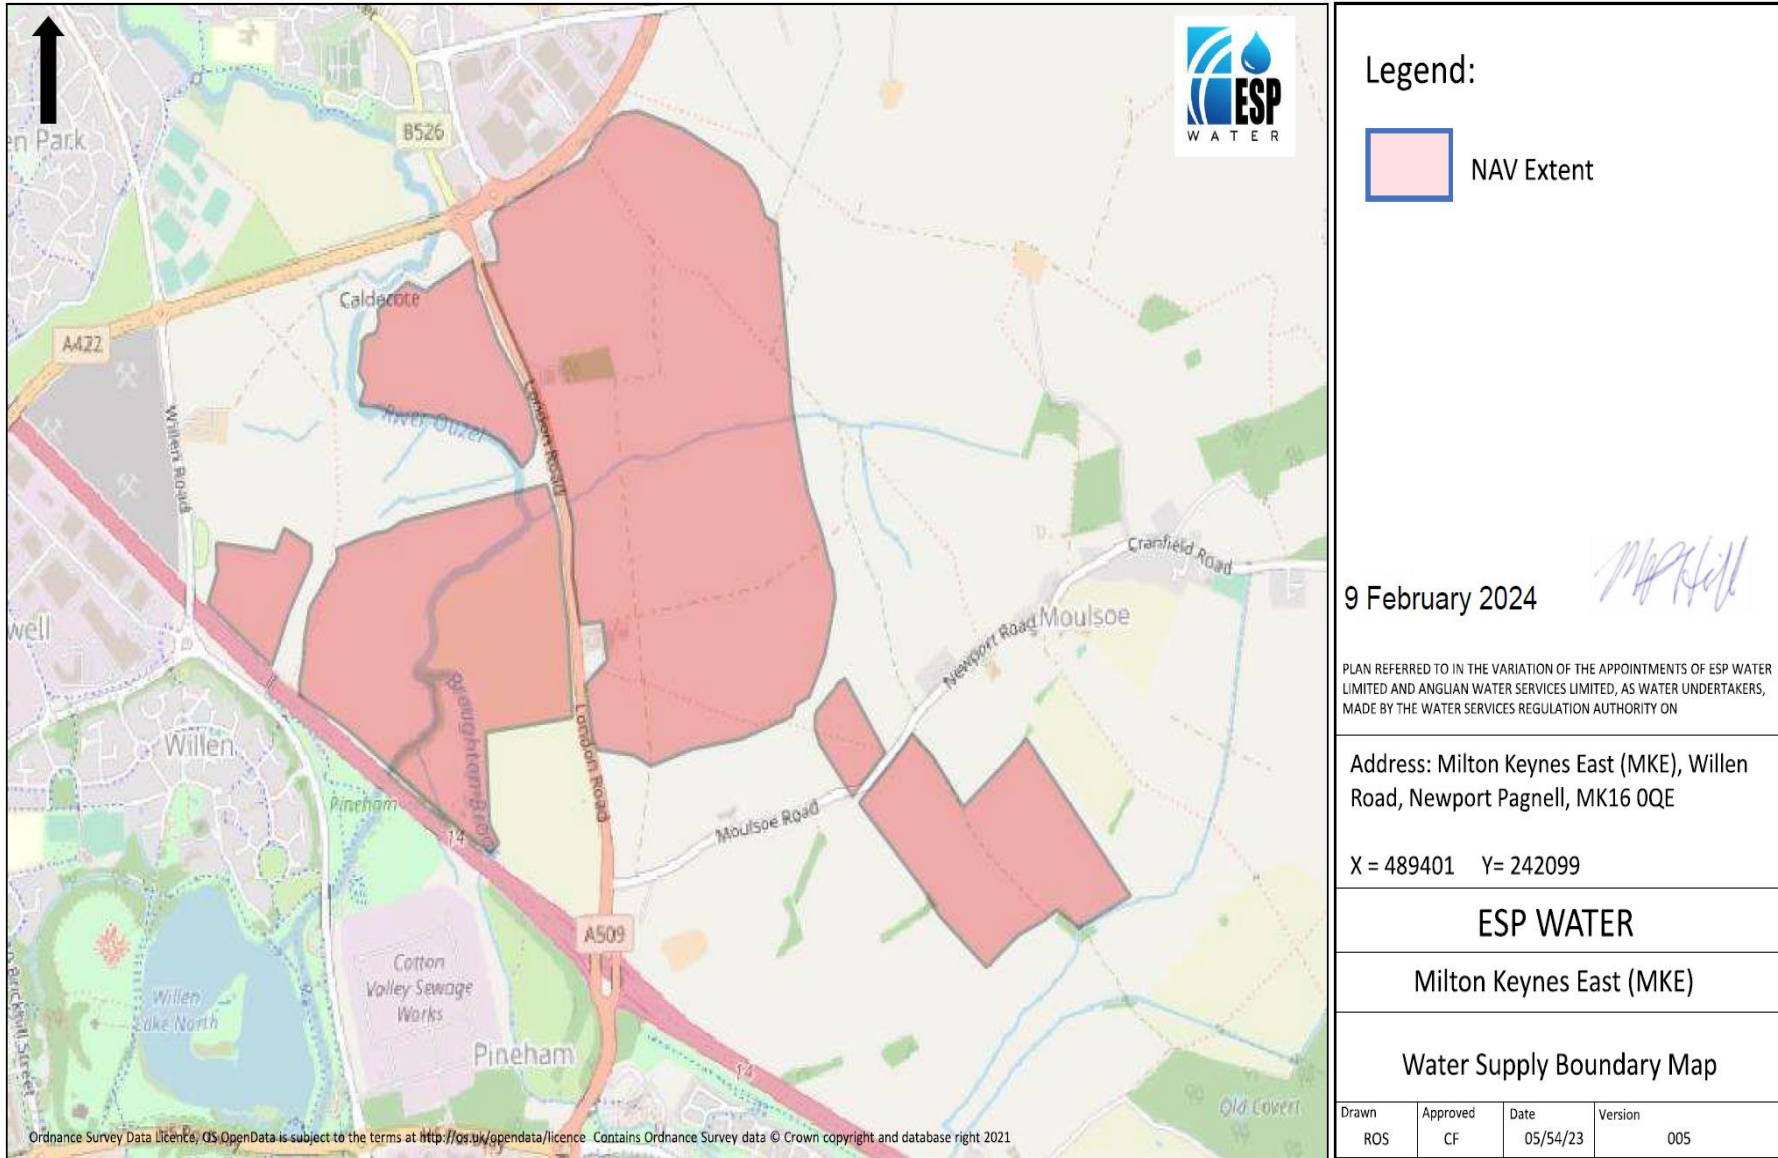 B526
en Park
ESP
WATER
Caldecote
A422
River Ouzel
London Road
Willen Road
Cranfield Road
Moulsoe
Newport Road
well
Willen
Broughton Brook
London Road
Pineham
14
Moulsoe Road
A509
Cotton
Valley Sewage
Works
Willen
Lake North
Pineham
14
Brickhill Street
Old Covert
Ordnance Survey Data Licence, OS OpenData is subject to the terms at http://os.uk/opendata/licence Contains Ordnance Survey data © Crown copyright and database right 2021
Legend:
NAV Extent
9 February 2024
PLAN REFERRED TO IN THE VARIATION OF THE APPOINTMENTS OF ESP WATER
LIMITED AND ANGLIAN WATER SERVICES LIMITED, AS WATER UNDERTAKERS,
MADE BY THE WATER SERVICES REGULATION AUTHORITY ON
Address: Milton Keynes East (MKE), Willen
Road, Newport Pagnell, MK16 0QE
X = 489401 Y= 242099
ESP WATER
Milton Keynes East (MKE)
Water Supply Boundary Map
Drawn Approved Date Version
ROS CF 05/54/23 005